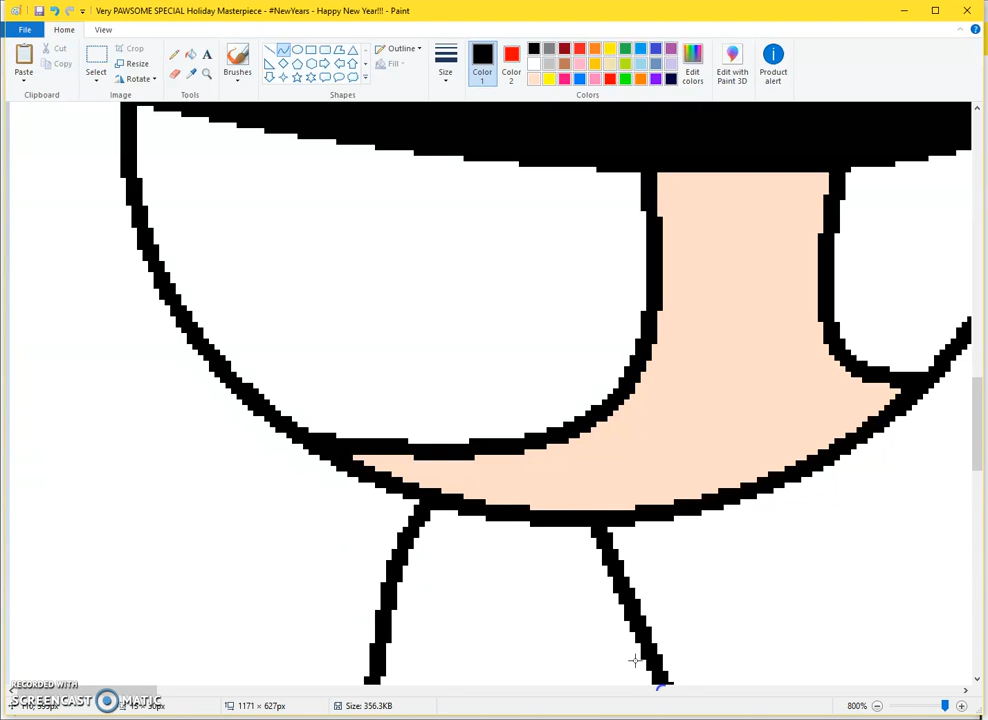 Very PAWSOME SPECIAL Holiday Masterpiece - #NewYears - Happy New Year!!! - Paint
File Home View
Paste
Cut
Copy
Clipboard
Select
Crop
Resize
Rotate
Image
A
Tools
Brushes
Outline
Fill
Shapes
Size
Color 1
Color 2
Colors
Edit colors
Edit with Paint 3D
Product alert
RECORDED WITH
SCREENCAST MATIC
1171 × 627px
Size: 356.3KB
800%